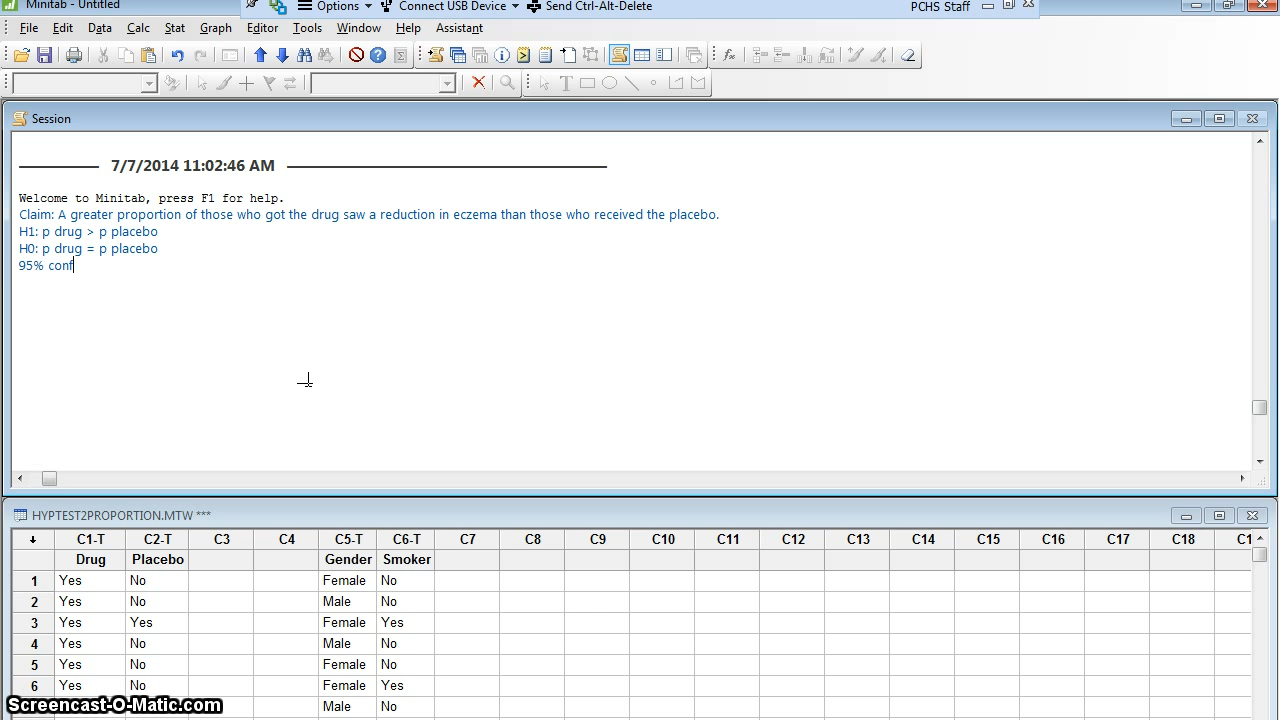 Minitab - Untitled
Options Connect USB Device Send Ctrl-Alt-Delete PCHS Staff
File Edit Data Calc Stat Graph Editor Tools Window Help Assistant
Session
7/7/2014 11:02:46 AM
Welcome to Minitab, press F1 for help.
Claim: A greater proportion of those who got the drug saw a reduction in eczema than those who received the placebo.
H1: p drug > p placebo
H0: p drug = p placebo
95% conf
HYPTEST2PROPORTION.MTW ***
C1-T C2-T C3 C4 C5-T C6-T C7 C8 C9 C10 C11 C12 C13 C14 C15 C16 C17 C18 C1
Drug Placebo Gender Smoker
1 Yes No Female No
2 Yes No Male No
3 Yes Yes Female Yes
4 Yes No Male No
5 Yes No Female No
6 Yes No Female Yes
Male No
Screencast-O-Matic.com